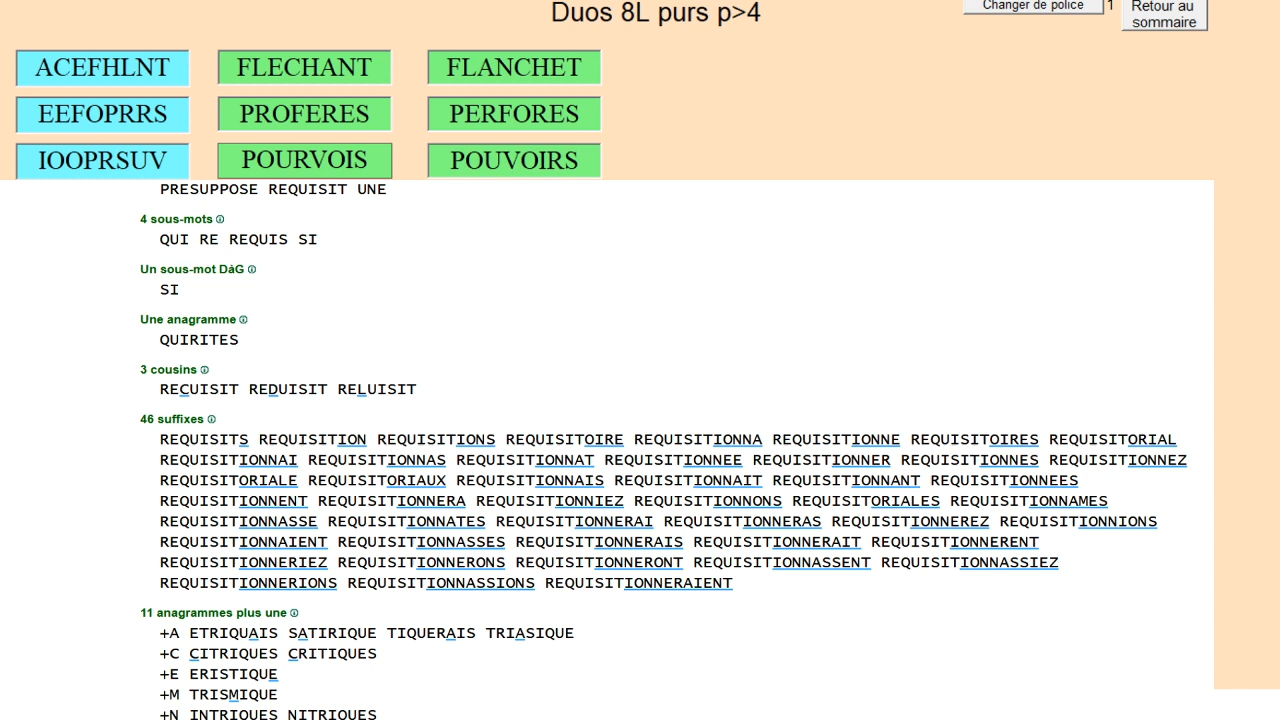 Duos 8L purs p>4
Changer de police 1
Retour au sommaire
ACEFHLNT FLECHANT FLANCHET
EEFOPRRS PROFERES PERFORES
IOOPRSUV POURVOIS POUVOIRS
PRESUPPOSE REQUISIT UNE
4 sous-mots
QUI RE REQUIS SI
Un sous-mot DàG
SI
Une anagramme
QUIRITES
3 cousins
RECUISIT REDUISIT RELUISIT
46 suffixes
REQUISITS REQUISITION REQUISITIONS REQUISITOIRE REQUISITIONNA REQUISITIONNE REQUISITOIRES REQUISITORIAL
REQUISITIONNAI REQUISITIONNAS REQUISITIONNAT REQUISITIONNEE REQUISITIONNER REQUISITIONNES REQUISITIONNEZ
REQUISITORIALE REQUISITORIAUX REQUISITIONNAIS REQUISITIONNAIT REQUISITIONNANT REQUISITIONNEES
REQUISITIONNENT REQUISITIONNERA REQUISITIONNIEZ REQUISITIONNONS REQUISITORIALES REQUISITIONNAMES
REQUISITIONNASSE REQUISITIONNATES REQUISITIONNERAI REQUISITIONNERAS REQUISITIONNEREZ REQUISITIONNIONS
REQUISITIONNAIENT REQUISITIONNASSES REQUISITIONNERAIS REQUISITIONNERAIT REQUISITIONNERENT
REQUISITIONNERIEZ REQUISITIONNERONS REQUISITIONNERONT REQUISITIONNASSENT REQUISITIONNASSIEZ
REQUISITIONNERIONS REQUISITIONNASSIONS REQUISITIONNERAIENT
11 anagrammes plus une
+A ETRIQUAIS SATIRIQUE TIQUERAIS TRIASIQUE
+C CITRIQUES CRITIQUES
+E ERISTIQUE
+M TRISMIQUE
+N INTRIQUES NITRIQUES